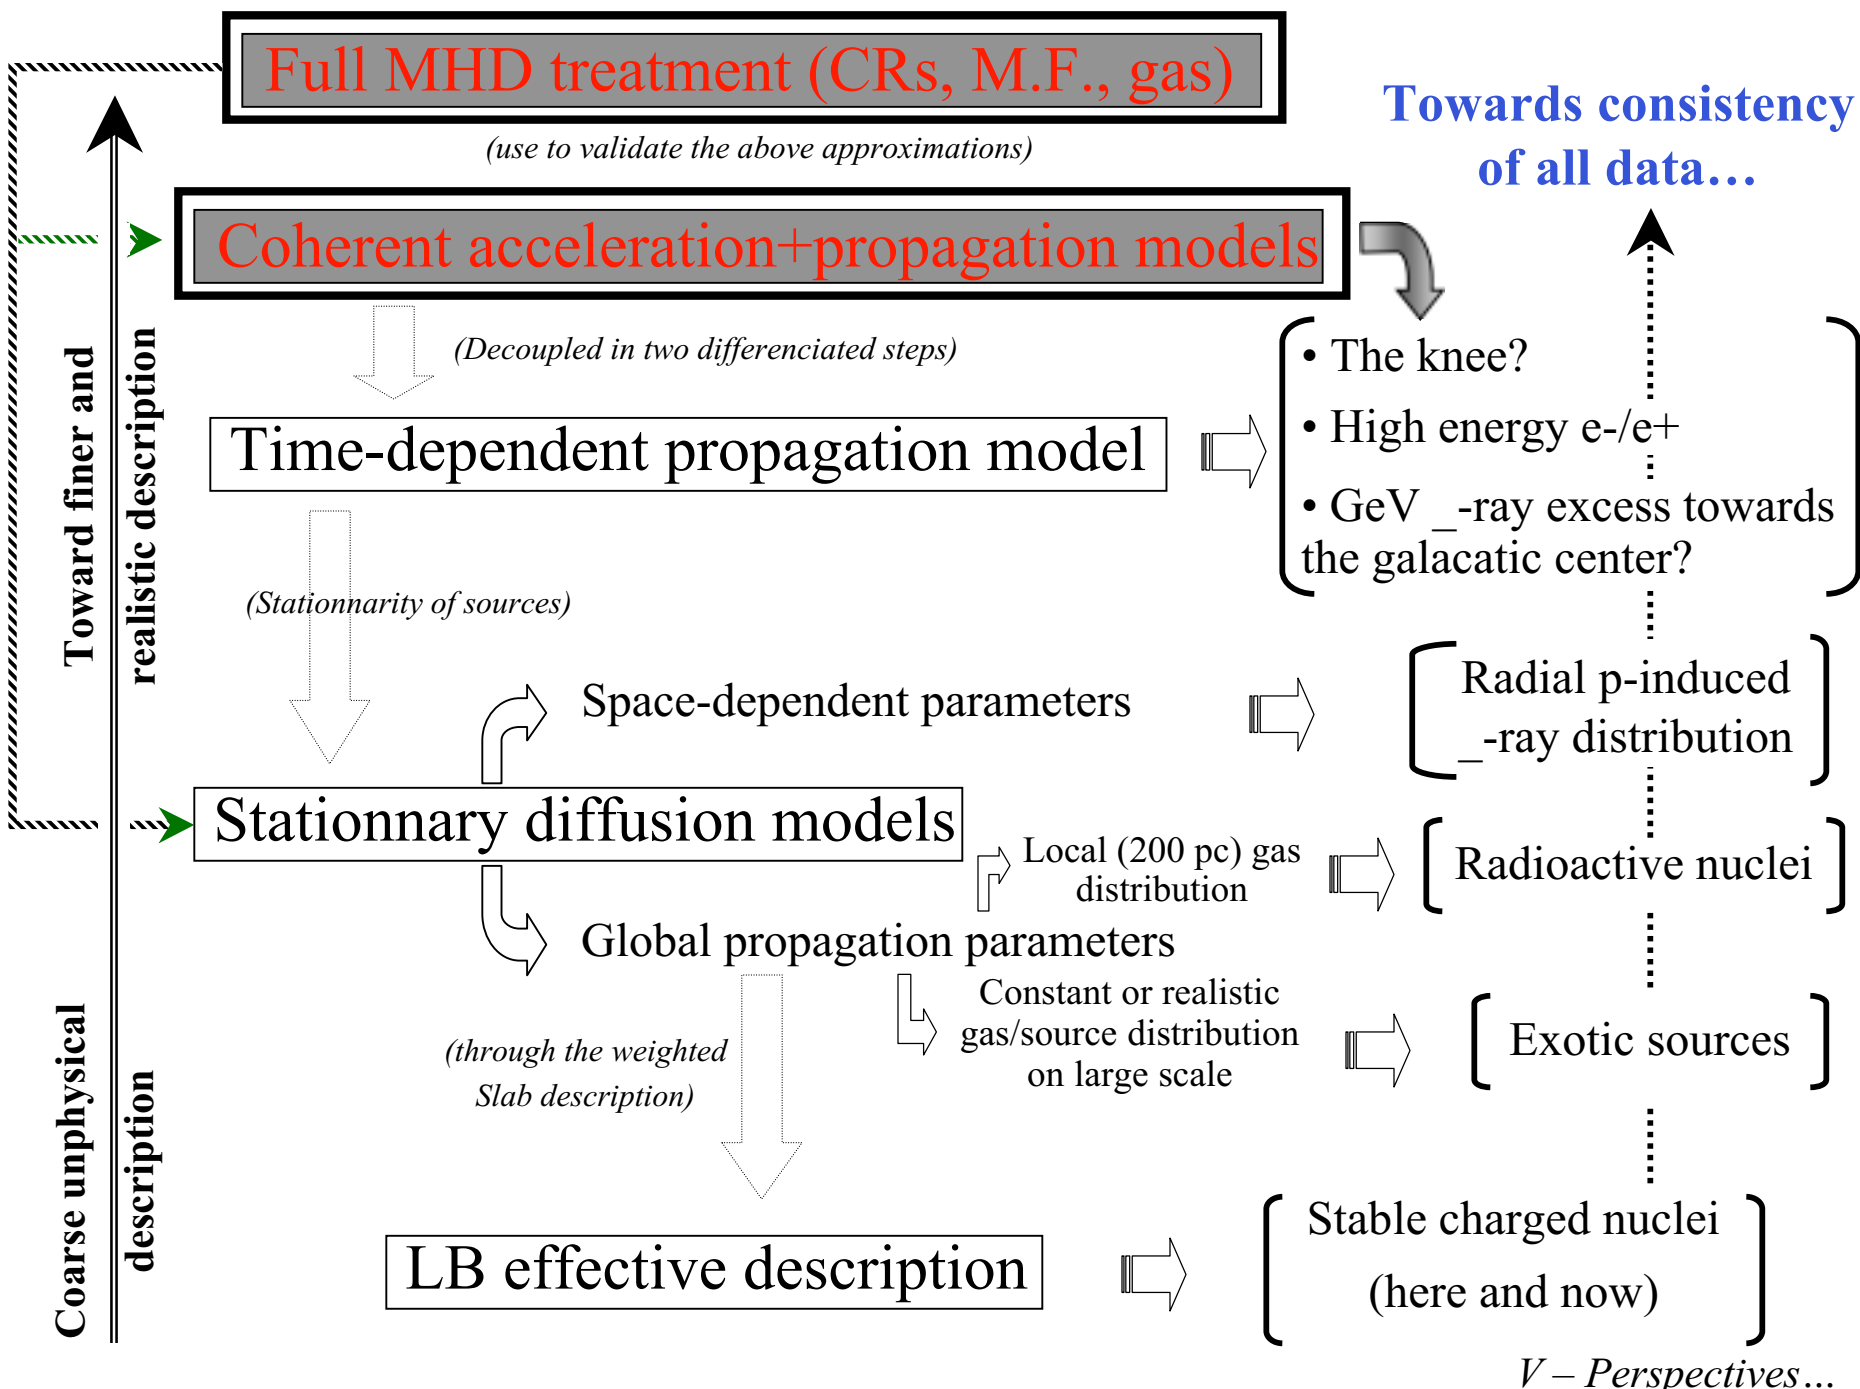 Full MHD treatment (CRs, M.F., gas)
(use to validate the above approximations)
Towards consistency
of all data…
Coherent acceleration+propagation models
(Decoupled in two differenciated steps)
• The knee?
Time-dependent propagation model
• High energy e-/e+
• GeV _-ray excess towards
the galacatic center?
Toward finer and
realistic description
(Stationnarity of sources)
Space-dependent parameters
Radial p-induced
_-ray distribution
Stationnary diffusion models
Local (200 pc) gas
distribution
Radioactive nuclei
Global propagation parameters
Constant or realistic
gas/source distribution
on large scale
Exotic sources
(through the weighted
Slab description)
Coarse unphysical
description
LB effective description
Stable charged nuclei
(here and now)
V – Perspectives…